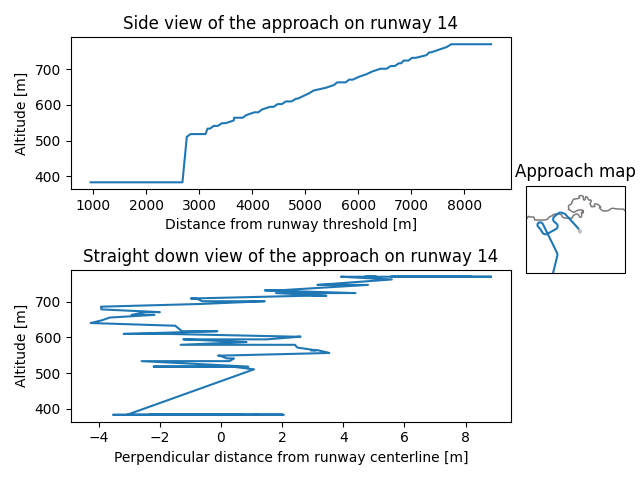 Side view of the approach on runway 14
Altitude [m]
700
600
500
400
1000 2000 3000 4000 5000 6000 7000 8000
Distance from runway threshold [m]
Approach map
Straight down view of the approach on runway 14
Altitude [m]
700
600
500
400
−4 −2 0 2 4 6 8
Perpendicular distance from runway centerline [m]